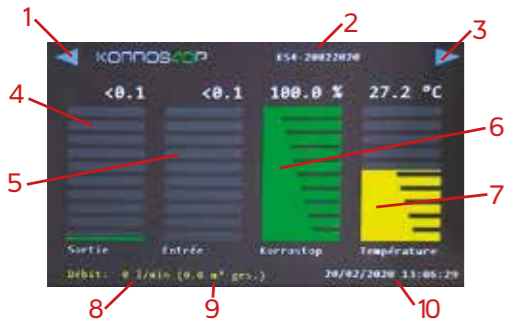 1
2
3
KORROSTOP
ES4-20022020
4
<0.1
<0.1
100.0 %
27.2 °C
5
6
7
Sortie
Entrée
Korrostop
Température
Débit: 0 l/min (0.0 m³ ges.)
20/02/2020 13:06:29
8
9
10